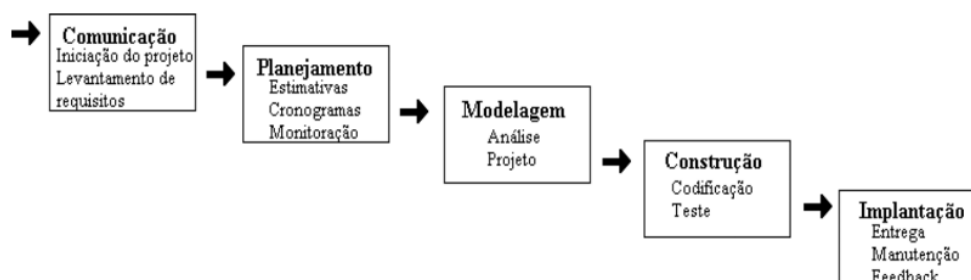 Comunicação
Iniciação do projeto
Levantamento de
requisitos
Planejamento
Estimativas
Cronogramas
Monitoração
Modelagem
Análise
Projeto
Construção
Codificação
Teste
Implantação
Entrega
Manutenção
Feedback